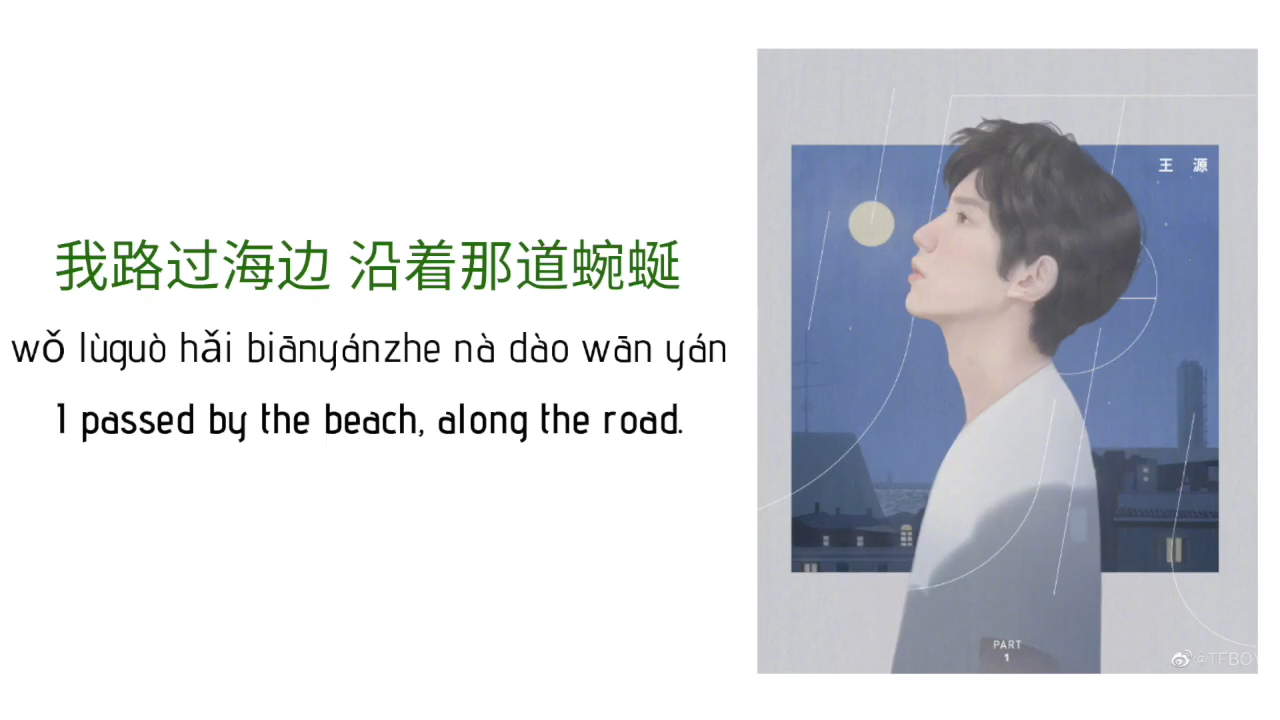 我路过海边 沿着那道蜿蜒
wǒ lùguò hǎi biānyánzhe nà dào wān yán
I passed by the beach, along the road.
王 源
PART
1
@TFBOY